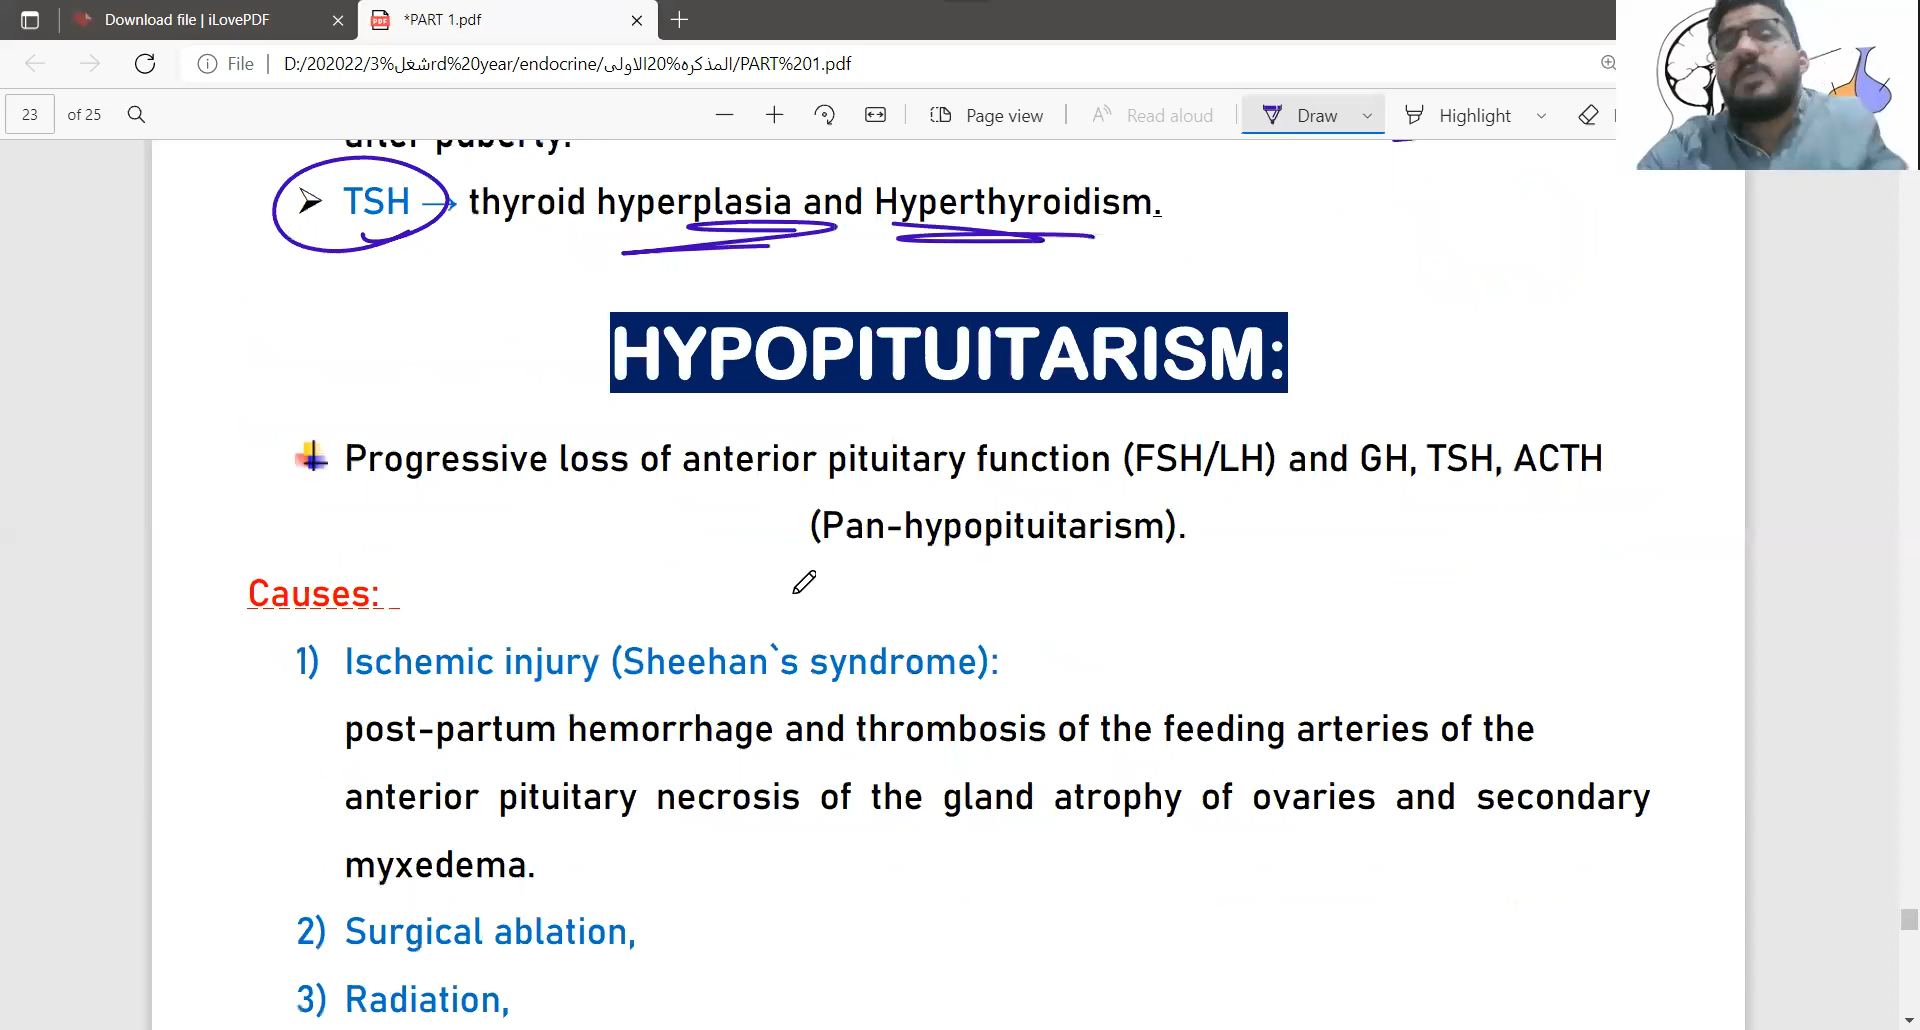 Download file | iLovePDF
*PART 1.pdf
File
D:/202022/3%شغلrd%20year/endocrine/المذكره%20الاولى/PART%201.pdf
23 of 25
Page view
Read aloud
Draw
Highlight
after puberty.
➢ TSH → thyroid hyperplasia and Hyperthyroidism.
HYPOPITUITARISM:
Progressive loss of anterior pituitary function (FSH/LH) and GH, TSH, ACTH
(Pan-hypopituitarism).
Causes:
1) Ischemic injury (Sheehan`s syndrome):
post-partum hemorrhage and thrombosis of the feeding arteries of the
anterior pituitary necrosis of the gland atrophy of ovaries and secondary
myxedema.
2) Surgical ablation,
3) Radiation,